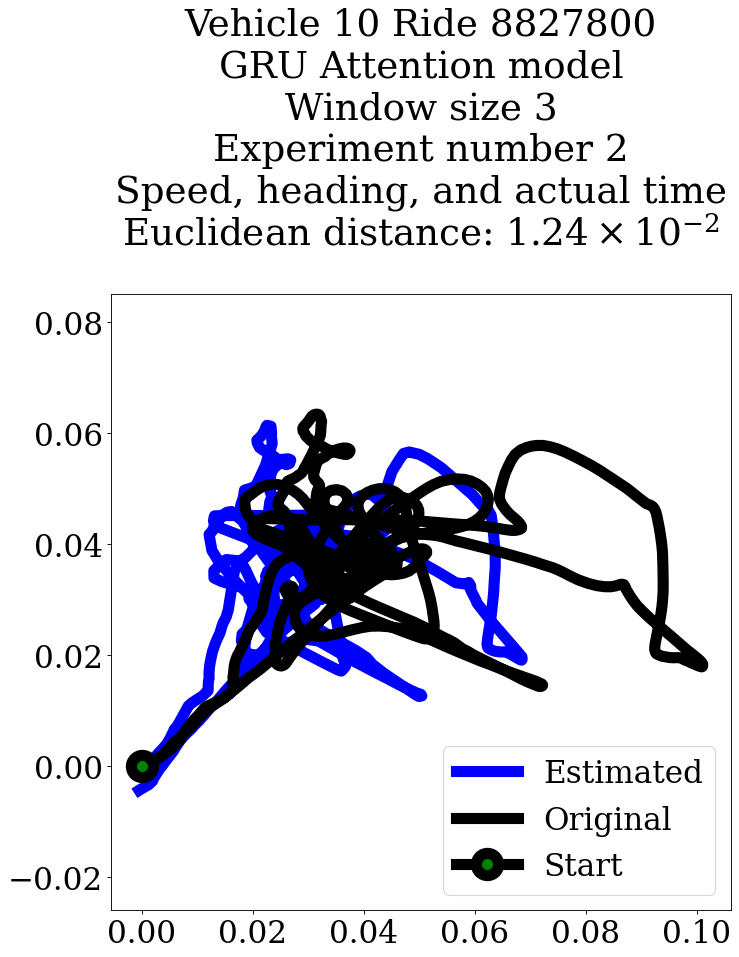 Vehicle 10 Ride 8827800
GRU Attention model
Window size 3
Experiment number 2
Speed, heading, and actual time
Euclidean distance: 1.24 × 10⁻²
0.08
0.06
0.04
0.02
0.00
−0.02
Estimated
Original
Start
0.00 0.02 0.04 0.06 0.08 0.10